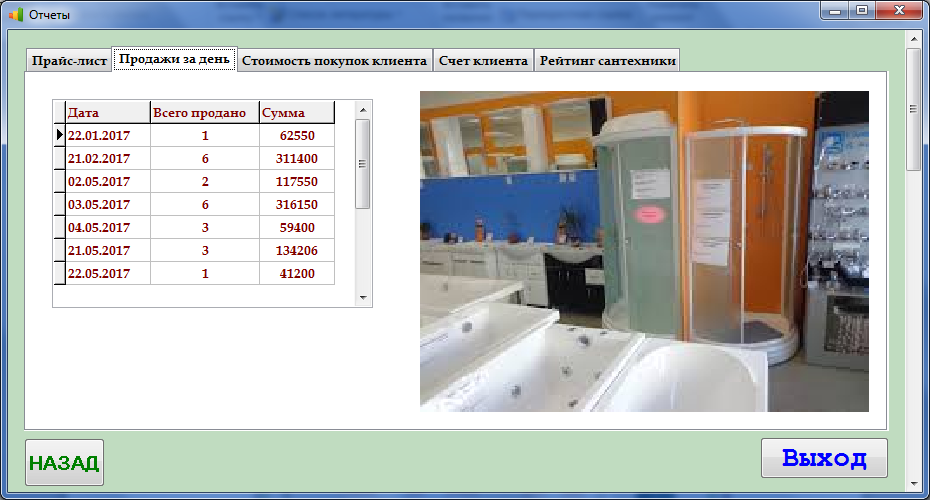 Отчеты
Прайс-лист Продажи за день Стоимость покупок клиента Счет клиента Рейтинг сантехники
Дата Всего продано Сумма
22.01.2017 1 62550
21.02.2017 6 311400
02.05.2017 2 117550
03.05.2017 6 316150
04.05.2017 3 59400
21.05.2017 3 134206
22.05.2017 1 41200
НАЗАД
Выход